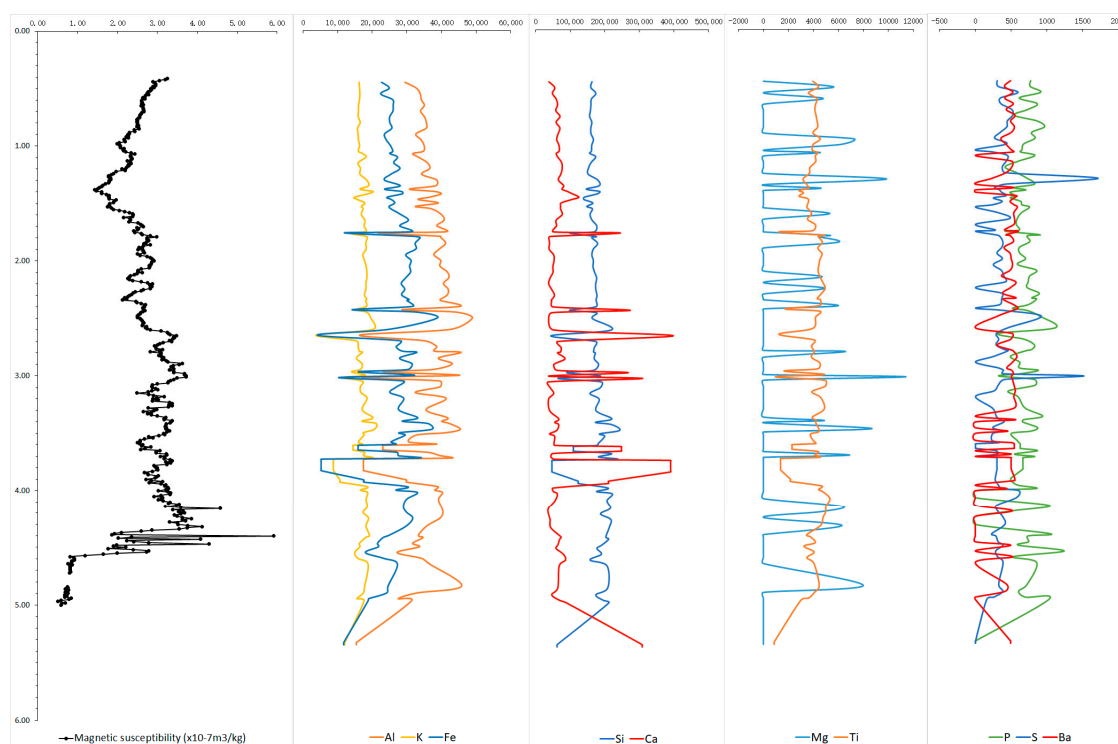 0.00 1.00 2.00 3.00 4.00 5.00 6.00
0 10,000 20,000 30,000 40,000 50,000 60,000
0 100,000 200,000 300,000 400,000 500,000
-2000 0 2000 4000 6000 8000 10000 12000
-500 0 500 1000 1500
0.00
1.00
2.00
3.00
4.00
5.00
6.00
Magnetic susceptibility (x10-7m3/kg)
Al K Fe
Si Ca
Mg Ti
P S Ba